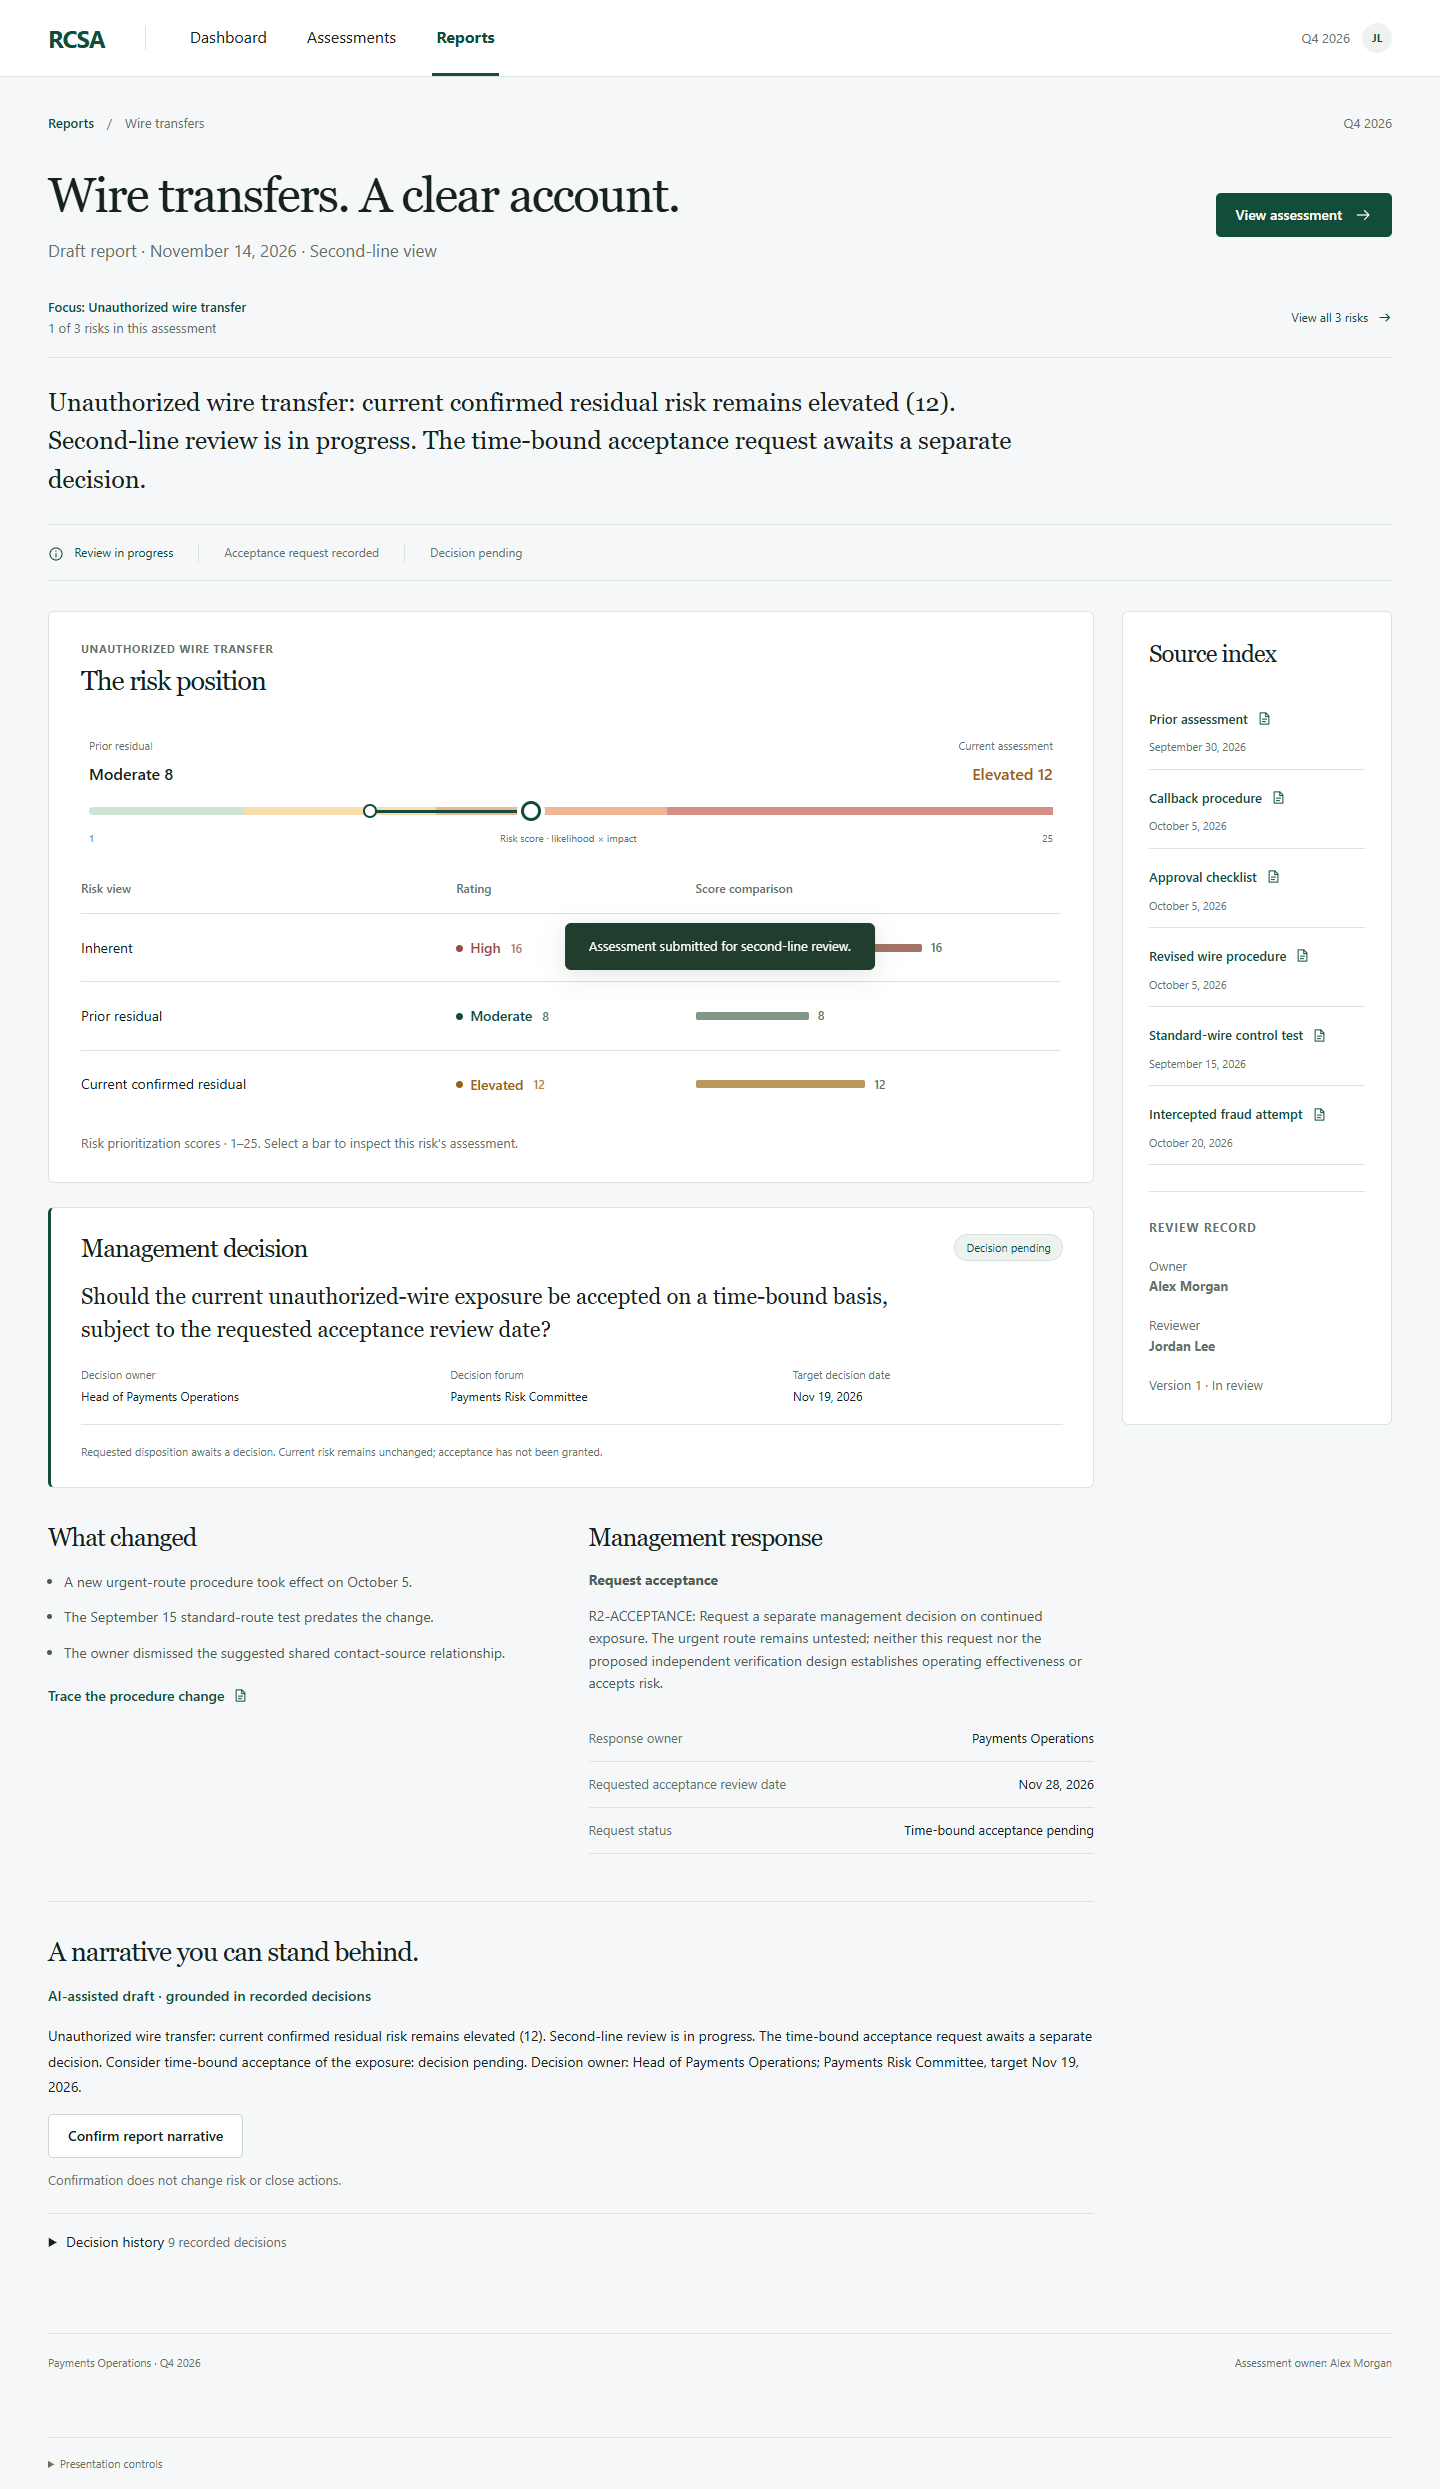 RCSA
Dashboard
Assessments
Reports
Q4 2026
JL
Reports / Wire transfers
Q4 2026
Wire transfers. A clear account.
View assessment →
Draft report · November 14, 2026 · Second-line view
Focus: Unauthorized wire transfer
1 of 3 risks in this assessment
View all 3 risks →
Unauthorized wire transfer: current confirmed residual risk remains elevated (12).
Second-line review is in progress. The time-bound acceptance request awaits a separate
decision.
Review in progress
Acceptance request recorded
Decision pending
UNAUTHORIZED WIRE TRANSFER
The risk position
Prior residual
Moderate 8
Current assessment
Elevated 12
1
Risk score · likelihood × impact
25
Risk view
Rating
Score comparison
Inherent
High 16
16
Assessment submitted for second-line review.
Prior residual
Moderate 8
8
Current confirmed residual
Elevated 12
12
Risk prioritization scores · 1–25. Select a bar to inspect this risk's assessment.
Management decision
Decision pending
Should the current unauthorized-wire exposure be accepted on a time-bound basis,
subject to the requested acceptance review date?
Decision owner
Head of Payments Operations
Decision forum
Payments Risk Committee
Target decision date
Nov 19, 2026
Requested disposition awaits a decision. Current risk remains unchanged; acceptance has not been granted.
Source index
Prior assessment
September 30, 2026
Callback procedure
October 5, 2026
Approval checklist
October 5, 2026
Revised wire procedure
October 5, 2026
Standard-wire control test
September 15, 2026
Intercepted fraud attempt
October 20, 2026
REVIEW RECORD
Owner
Alex Morgan
Reviewer
Jordan Lee
Version 1 · In review
What changed
• A new urgent-route procedure took effect on October 5.
• The September 15 standard-route test predates the change.
• The owner dismissed the suggested shared contact-source relationship.
Trace the procedure change
Management response
Request acceptance
R2-ACCEPTANCE: Request a separate management decision on continued
exposure. The urgent route remains untested; neither this request nor the
proposed independent verification design establishes operating effectiveness or
accepts risk.
Response owner
Payments Operations
Requested acceptance review date
Nov 28, 2026
Request status
Time-bound acceptance pending
A narrative you can stand behind.
AI-assisted draft · grounded in recorded decisions
Unauthorized wire transfer: current confirmed residual risk remains elevated (12). Second-line review is in progress. The time-bound acceptance request awaits a separate
decision. Consider time-bound acceptance of the exposure: decision pending. Decision owner: Head of Payments Operations; Payments Risk Committee, target Nov 19,
2026.
Confirm report narrative
Confirmation does not change risk or close actions.
▶ Decision history 9 recorded decisions
Payments Operations · Q4 2026
Assessment owner: Alex Morgan
▶ Presentation controls